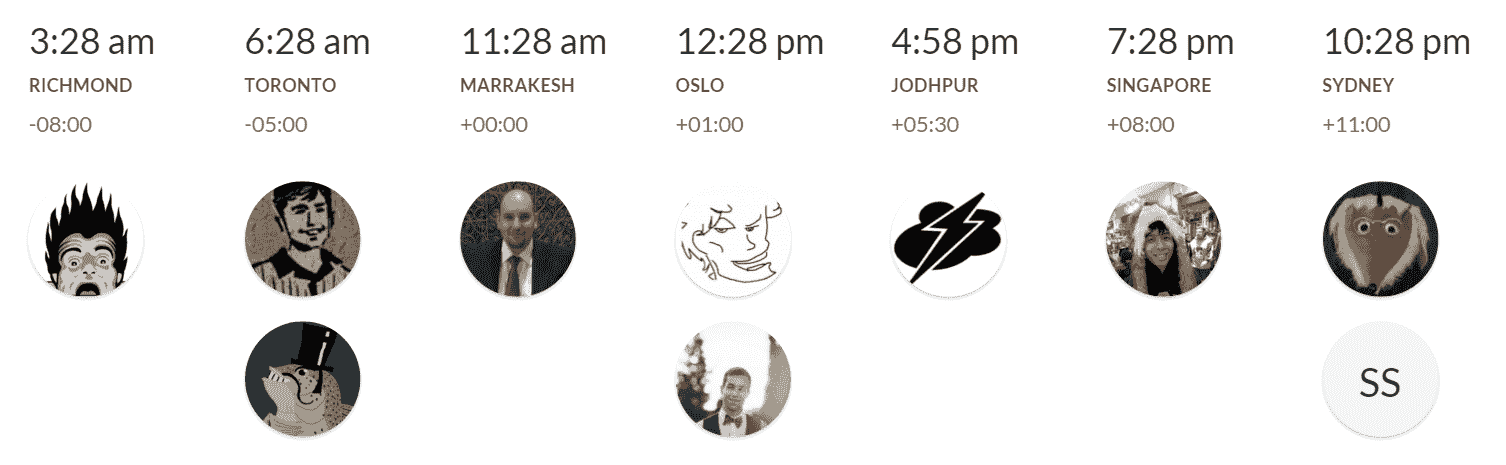 3:28 am 6:28 am 11:28 am 12:28 pm 4:58 pm 7:28 pm 10:28 pm
RICHMOND TORONTO MARRAKESH OSLO JODHPUR SINGAPORE SYDNEY
-08:00 -05:00 +00:00 +01:00 +05:30 +08:00 +11:00
SS